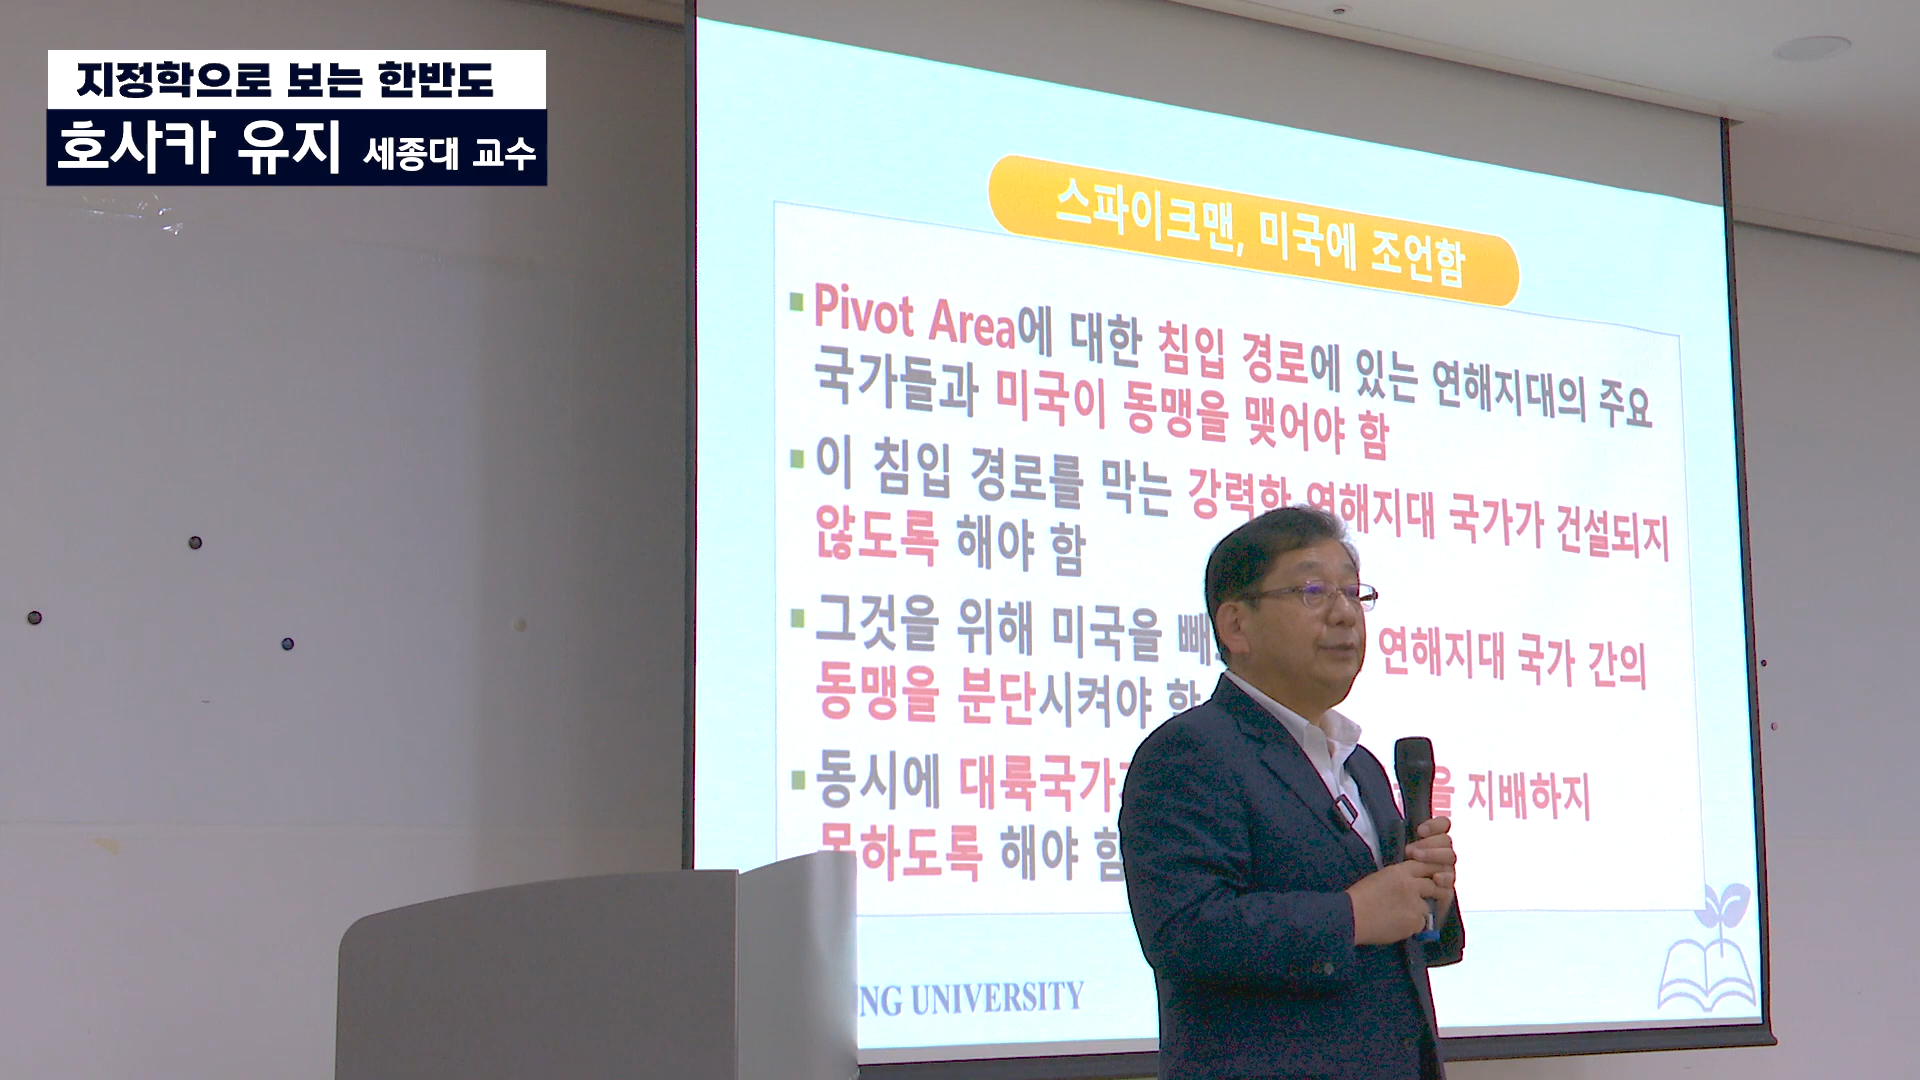 지정학으로 보는 한반도
호사카 유지 세종대 교수
스파이크맨, 미국에 조언함
Pivot Area에 대한 침입 경로에 있는 연해지대의 주요
국가들과 미국이 동맹을 맺어야 함
이 침입 경로를 막는 강력한 연해지대 국가가 건설되지
않도록 해야 함
그것을 위해 미국을 연해지대 국가 간의
동맹을 분단시켜야 함
동시에 대륙국가 지배하지
못하도록 해야 함
UNIVERSITY